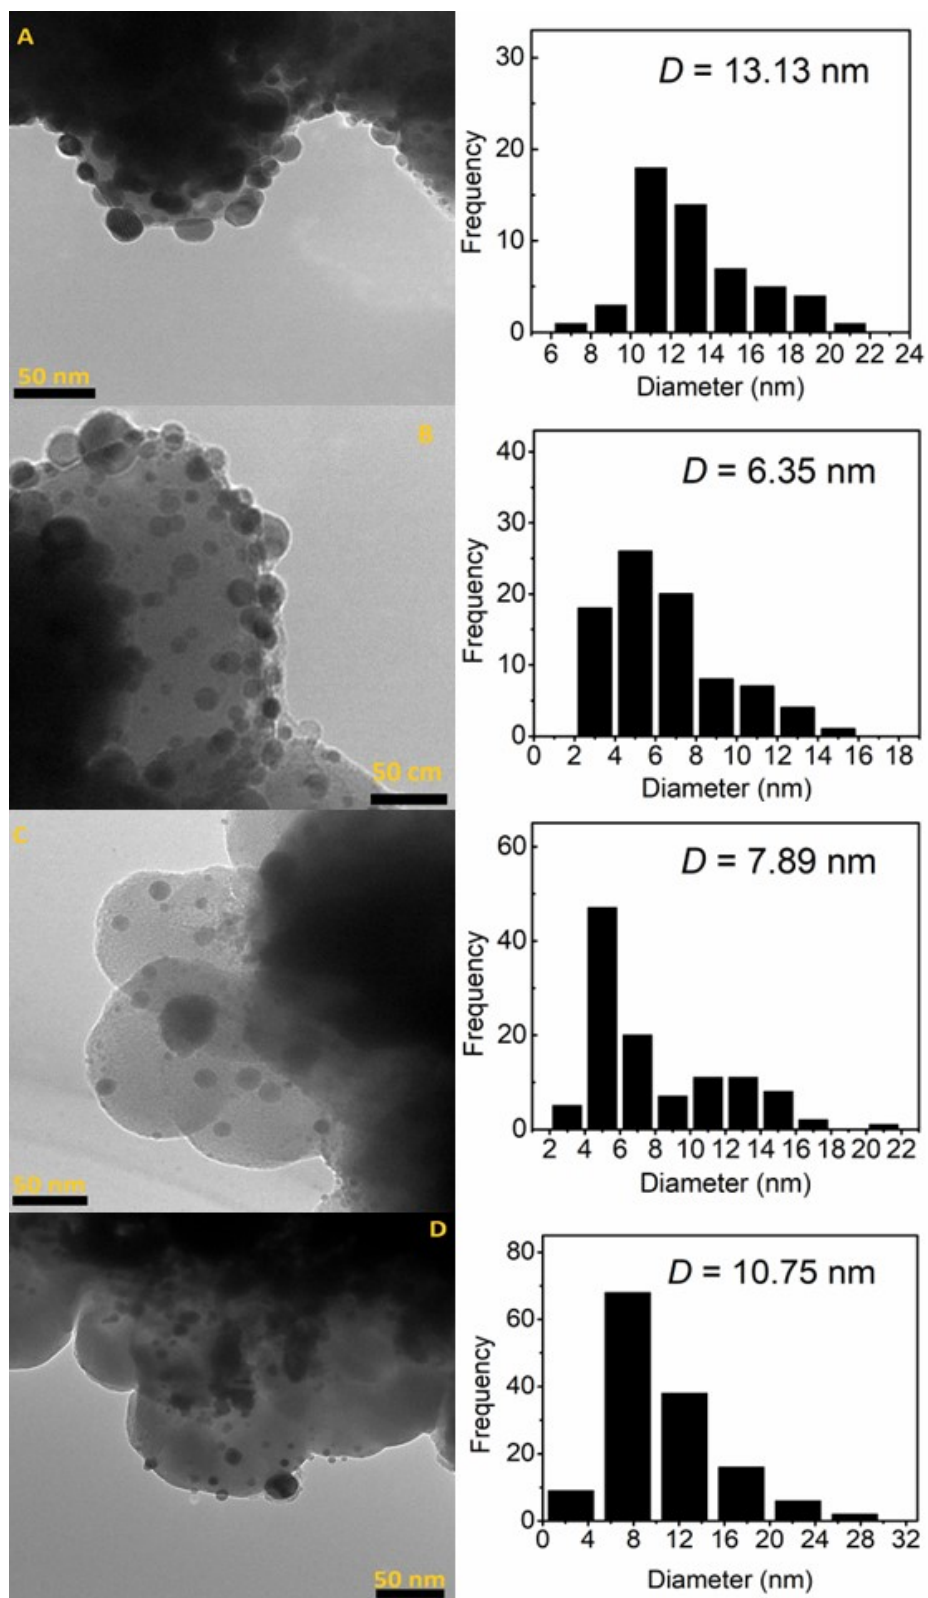 A
50 nm
D = 13.13 nm
Frequency
30
20
10
0
6 8 10 12 14 16 18 20 22 24
Diameter (nm)
B
50 cm
D = 6.35 nm
Frequency
40
30
20
10
0
0 2 4 6 8 10 12 14 16 18
Diameter (nm)
C
50 nm
D = 7.89 nm
Frequency
60
40
20
0
2 4 6 8 10 12 14 16 18 20 22
Diameter (nm)
D
50 nm
D = 10.75 nm
Frequency
80
60
40
20
0
0 4 8 12 16 20 24 28 32
Diameter (nm)